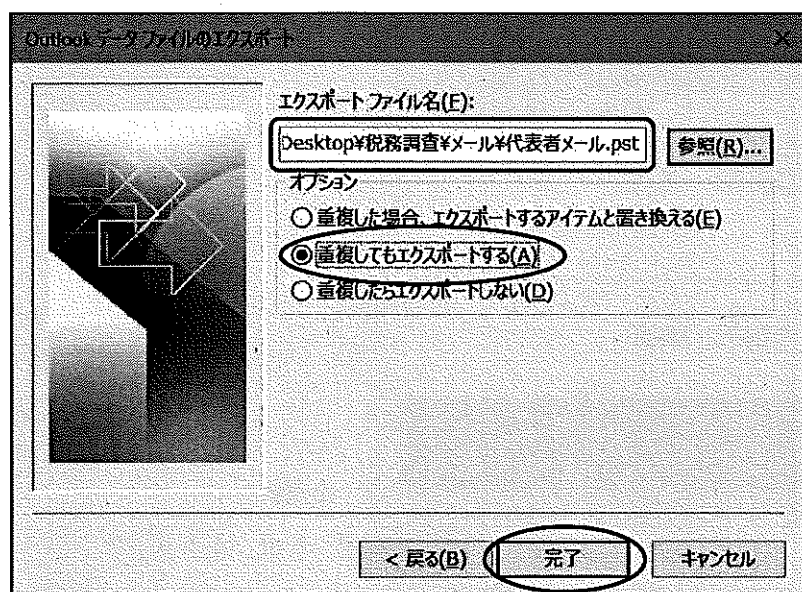 Outlook データ ファイルのエクスポート
エクスポート ファイル名(F):
Desktop¥税務調査¥メール¥代表者メール.pst
参照(R)...
オプション
重複した場合、エクスポートするアイテムと置き換える(E)
重複してもエクスポートする(A)
重複したらエクスポートしない(D)
< 戻る(B)
完了
キャンセル